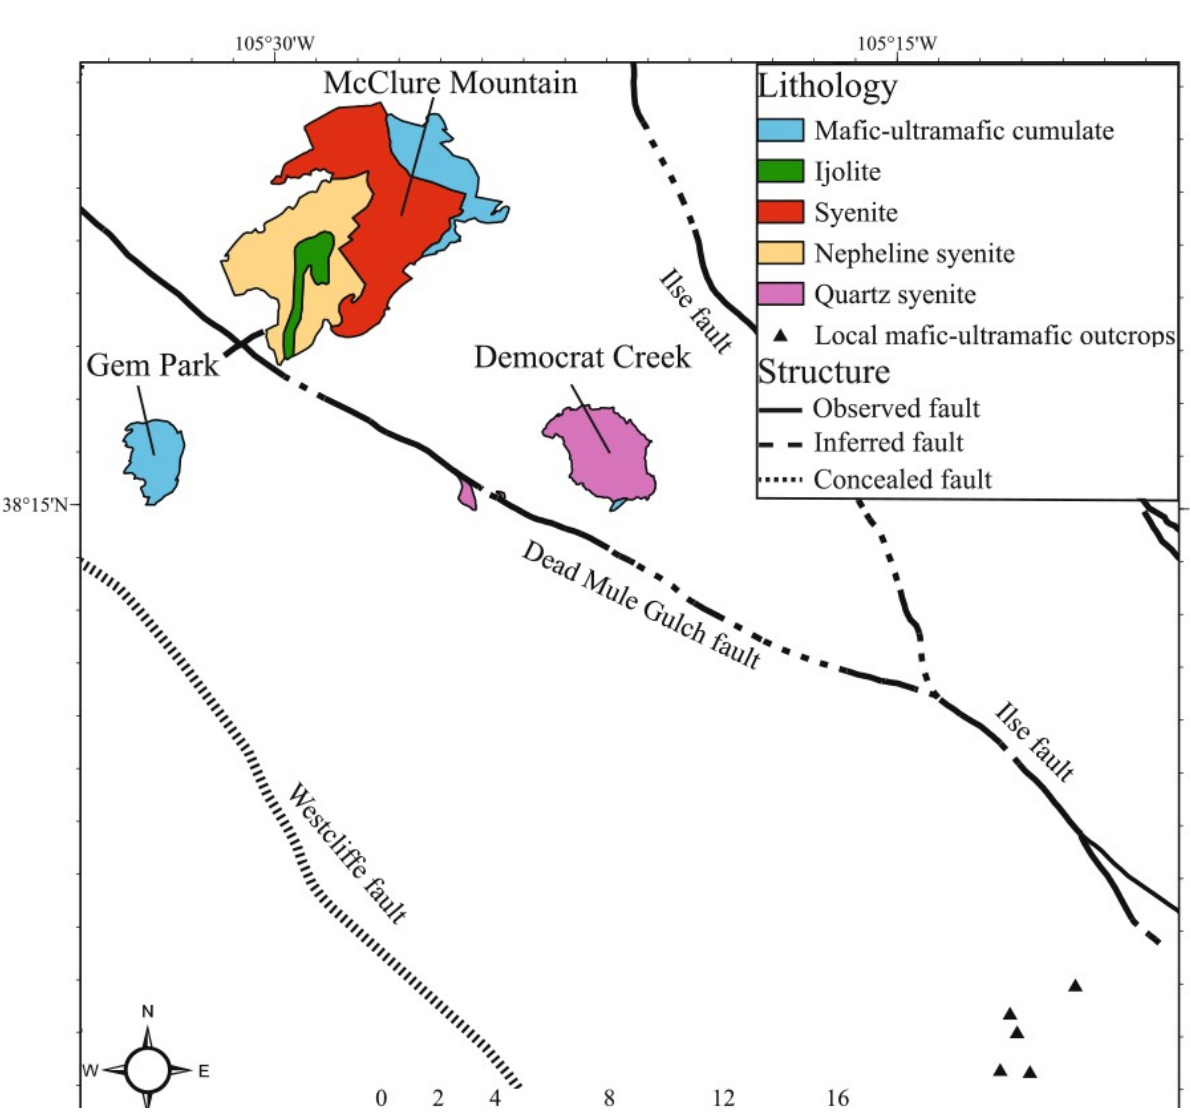 105°30'W
105°15'W
McClure Mountain
Lithology
Mafic-ultramafic cumulate
Ijolite
Syenite
Nepheline syenite
Quartz syenite
Local mafic-ultramafic outcrops
Structure
Observed fault
Inferred fault
Concealed fault
Ilse fault
Gem Park
Democrat Creek
38°15'N
Dead Mule Gulch fault
Ilse fault
Westcliffe fault
N
W E
0 2 4 8 12 16